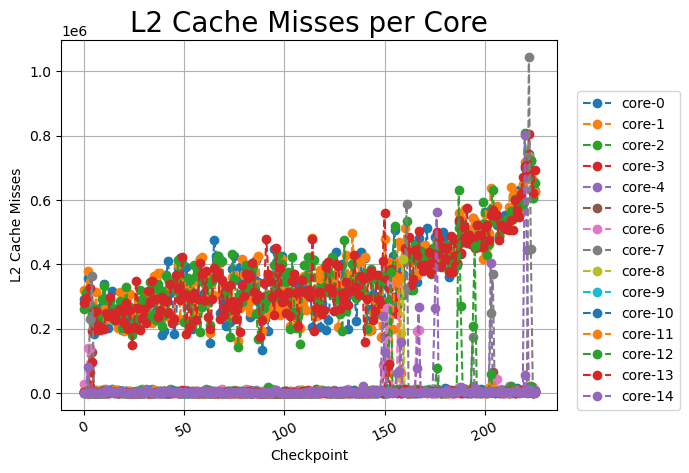 L2 Cache Misses per Core
1e6
1.0
0.8
0.6
0.4
0.2
0.0
L2 Cache Misses
0
50
100
150
200
Checkpoint
core-0
core-1
core-2
core-3
core-4
core-5
core-6
core-7
core-8
core-9
core-10
core-11
core-12
core-13
core-14